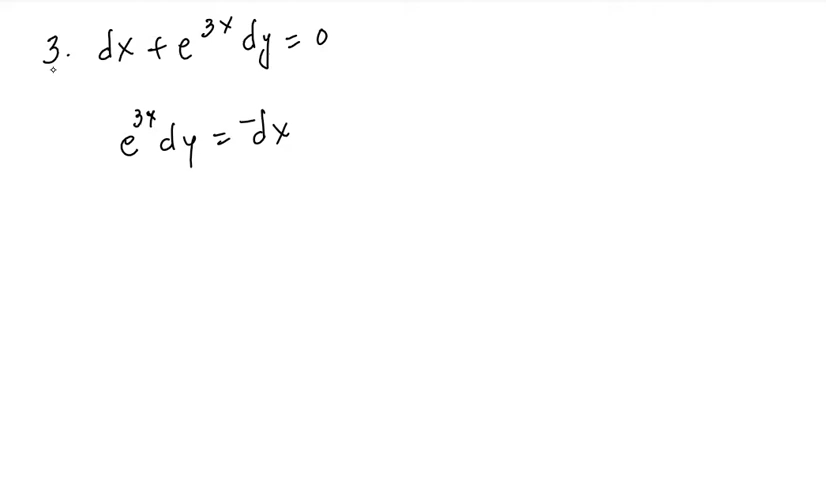 3. dx + e^{3x} dy = 0
e^{3x} dy = -dx